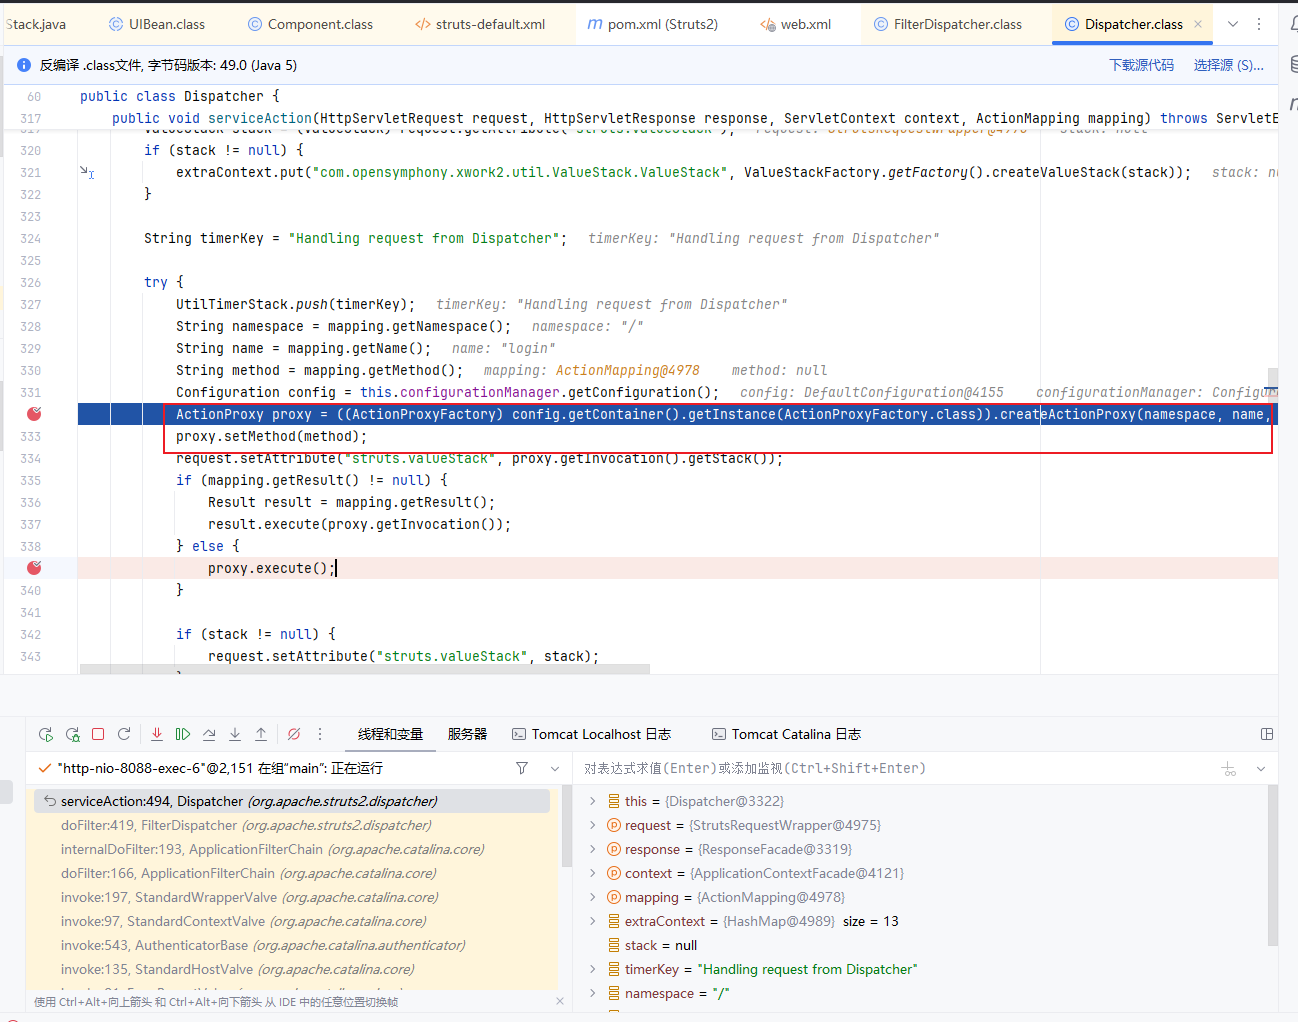 Stack.java UIBean.class Component.class struts-default.xml pom.xml (Struts2) web.xml FilterDispatcher.class Dispatcher.class
反编译 .class文件, 字节码版本: 49.0 (Java 5) 下载源代码 选择源 (S)...
60 public class Dispatcher {
317 public void serviceAction(HttpServletRequest request, HttpServletResponse response, ServletContext context, ActionMapping mapping) throws ServletE
320 if (stack != null) {
321 extraContext.put("com.opensymphony.xwork2.util.ValueStack.ValueStack", ValueStackFactory.getFactory().createValueStack(stack)); stack: nu
322 }
323
324 String timerKey = "Handling request from Dispatcher"; timerKey: "Handling request from Dispatcher"
325
326 try {
327 UtilTimerStack.push(timerKey); timerKey: "Handling request from Dispatcher"
328 String namespace = mapping.getNamespace(); namespace: "/"
329 String name = mapping.getName(); name: "login"
330 String method = mapping.getMethod(); mapping: ActionMapping@4978 method: null
331 Configuration config = this.configurationManager.getConfiguration(); config: DefaultConfiguration@4155 configurationManager: Configura
ActionProxy proxy = ((ActionProxyFactory) config.getContainer().getInstance(ActionProxyFactory.class)).createActionProxy(namespace, name,
333 proxy.setMethod(method);
334 request.setAttribute("struts.valueStack", proxy.getInvocation().getStack());
335 if (mapping.getResult() != null) {
336 Result result = mapping.getResult();
337 result.execute(proxy.getInvocation());
338 } else {
proxy.execute();
340 }
341
342 if (stack != null) {
343 request.setAttribute("struts.valueStack", stack);
线程和变量 服务器 Tomcat Localhost 日志 Tomcat Catalina 日志
"http-nio-8088-exec-6"@2,151 在组“main”: 正在运行
对表达式求值(Enter)或添加监视(Ctrl+Shift+Enter)
serviceAction:494, Dispatcher (org.apache.struts2.dispatcher)
doFilter:419, FilterDispatcher (org.apache.struts2.dispatcher)
internalDoFilter:193, ApplicationFilterChain (org.apache.catalina.core)
doFilter:166, ApplicationFilterChain (org.apache.catalina.core)
invoke:197, StandardWrapperValve (org.apache.catalina.core)
invoke:97, StandardContextValve (org.apache.catalina.core)
invoke:543, AuthenticatorBase (org.apache.catalina.authenticator)
invoke:135, StandardHostValve (org.apache.catalina.core)
使用 Ctrl+Alt+向上箭头 和 Ctrl+Alt+向下箭头 从 IDE 中的任意位置切换帧
this = {Dispatcher@3322}
request = {StrutsRequestWrapper@4975}
response = {ResponseFacade@3319}
context = {ApplicationContextFacade@4121}
mapping = {ActionMapping@4978}
extraContext = {HashMap@4989} size = 13
stack = null
timerKey = "Handling request from Dispatcher"
namespace = "/"